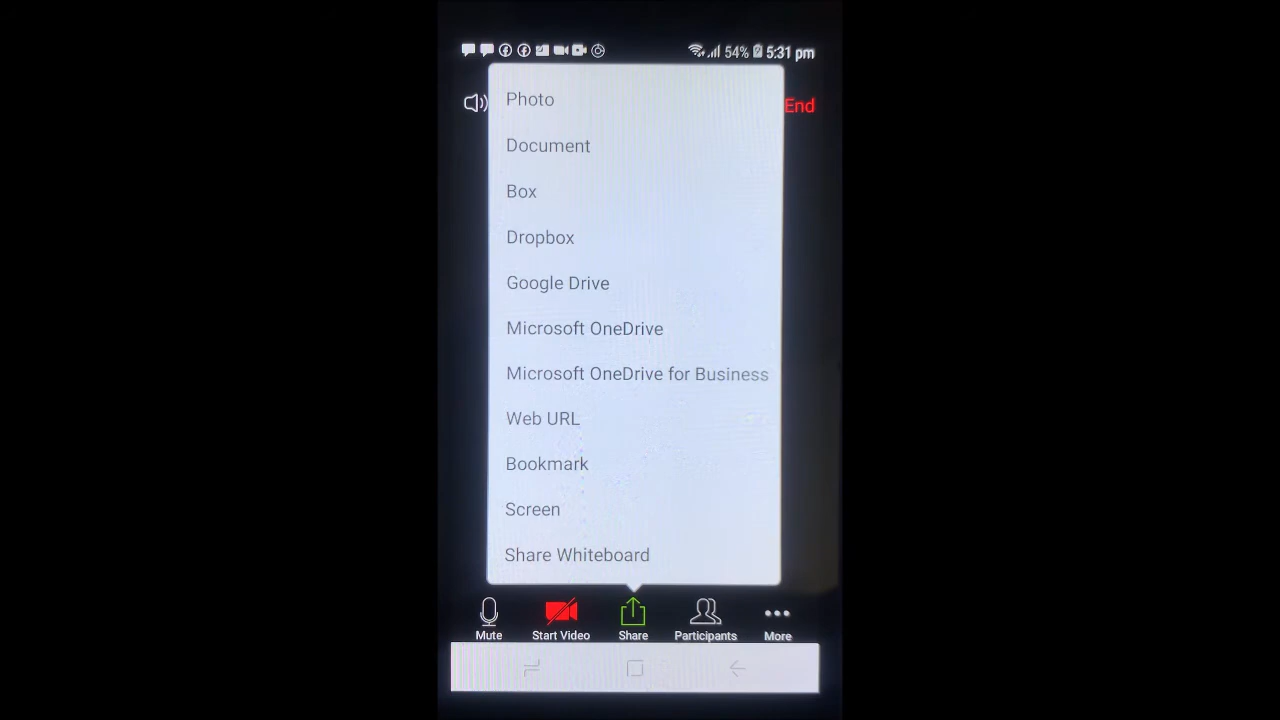 54% 5:31 pm
End
Photo
Document
Box
Dropbox
Google Drive
Microsoft OneDrive
Microsoft OneDrive for Business
Web URL
Bookmark
Screen
Share Whiteboard
Mute Start Video Share Participants More